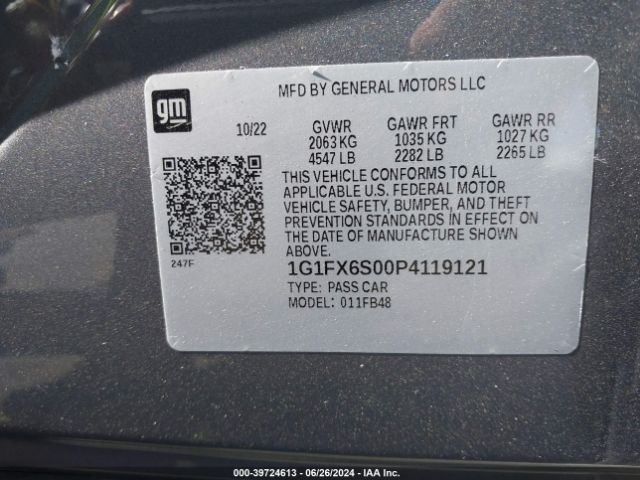 gm
MFD BY GENERAL MOTORS LLC
10/22 GVWR GAWR FRT GAWR RR
2063 KG 1035 KG 1027 KG
4547 LB 2282 LB 2265 LB
THIS VEHICLE CONFORMS TO ALL
APPLICABLE U.S. FEDERAL MOTOR
VEHICLE SAFETY, BUMPER, AND THEFT
PREVENTION STANDARDS IN EFFECT ON
THE DATE OF MANUFACTURE SHOWN
ABOVE.
247F
1G1FX6S00P4119121
TYPE: PASS CAR
MODEL: 011FB48
000-39724613 - 06/26/2024 - IAA Inc.